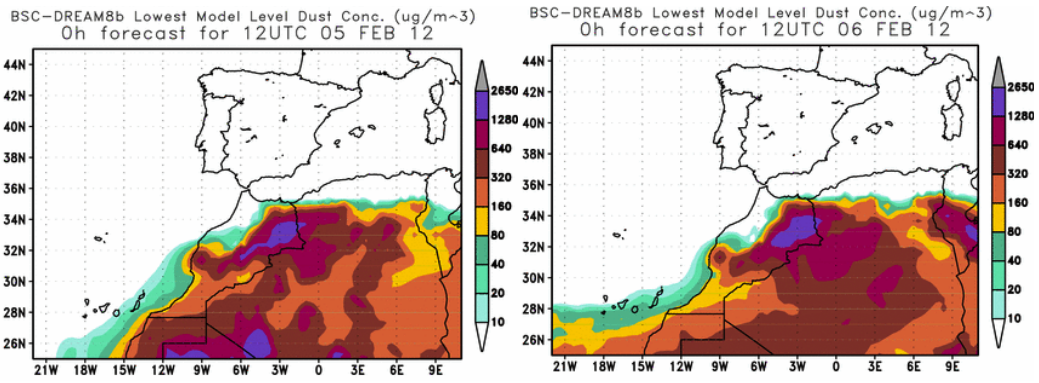 BSC-DREAM8b Lowest Model Level Dust Conc. (ug/m^3)
0h forecast for 12UTC 05 FEB 12
44N
42N
40N
38N
36N
34N
32N
30N
28N
26N
21W 18W 15W 12W 9W 6W 3W 0 3E 6E 9E
2650
1280
640
320
160
80
40
20
10
BSC-DREAM8b Lowest Model Level Dust Conc. (ug/m^3)
0h forecast for 12UTC 06 FEB 12
44N
42N
40N
38N
36N
34N
32N
30N
28N
26N
21W 18W 15W 12W 9W 6W 3W 0 3E 6E 9E
2650
1280
640
320
160
80
40
20
10